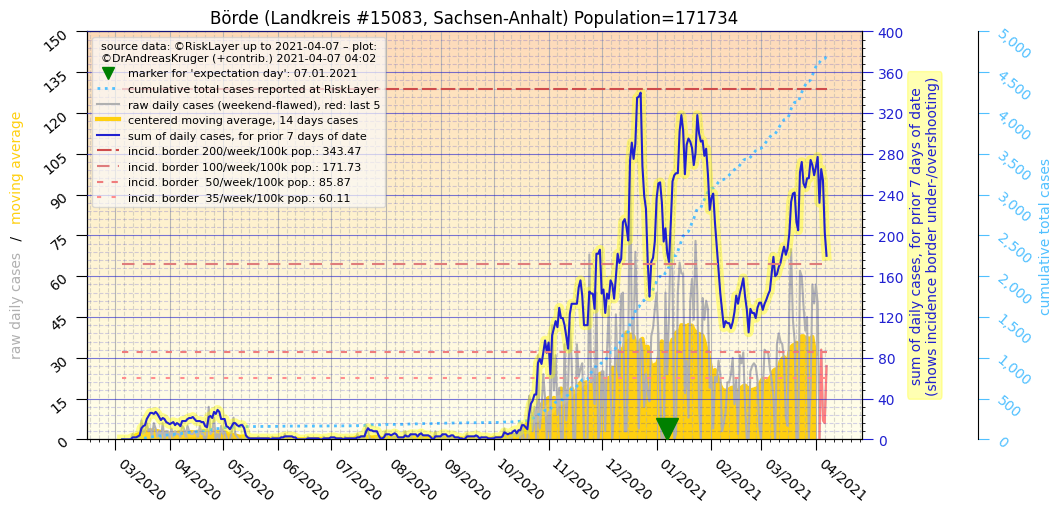 Börde (Landkreis #15083, Sachsen-Anhalt) Population=171734
source data: ©RiskLayer up to 2021-04-07 – plot:
©DrAndreasKruger (+contrib.) 2021-04-07 04:02
marker for 'expectation day': 07.01.2021
cumulative total cases reported at RiskLayer
raw daily cases (weekend-flawed), red: last 5
centered moving average, 14 days cases
sum of daily cases, for prior 7 days of date
incid. border 200/week/100k pop.: 343.47
incid. border 100/week/100k pop.: 171.73
incid. border  50/week/100k pop.: 85.87
incid. border  35/week/100k pop.: 60.11
raw daily cases / moving average
150
135
120
105
90
75
60
45
30
15
0
03/2020
04/2020
05/2020
06/2020
07/2020
08/2020
09/2020
10/2020
11/2020
12/2020
01/2021
02/2021
03/2021
04/2021
400
360
320
280
240
200
160
120
80
40
0
sum of daily cases, for prior 7 days of date
(shows incidence border under-/overshooting)
5,000
4,500
4,000
3,500
3,000
2,500
2,000
1,500
1,000
500
0
cumulative total cases